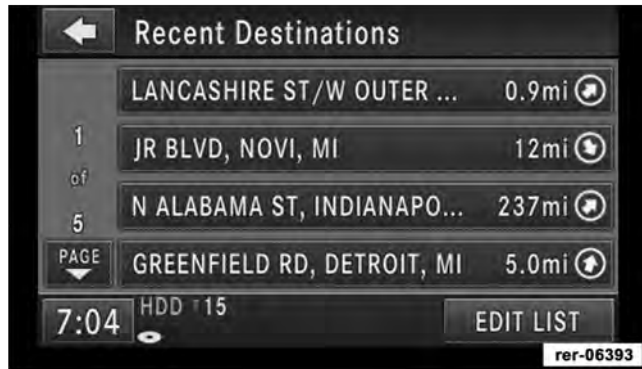 Recent Destinations
LANCASHIRE ST/W OUTER ... 0.9mi
1 of 5
JR BLVD, NOVI, MI 12mi
N ALABAMA ST, INDIANAPO... 237mi
PAGE
GREENFIELD RD, DETROIT, MI 5.0mi
7:04
HDD T15
EDIT LIST
rer-06393